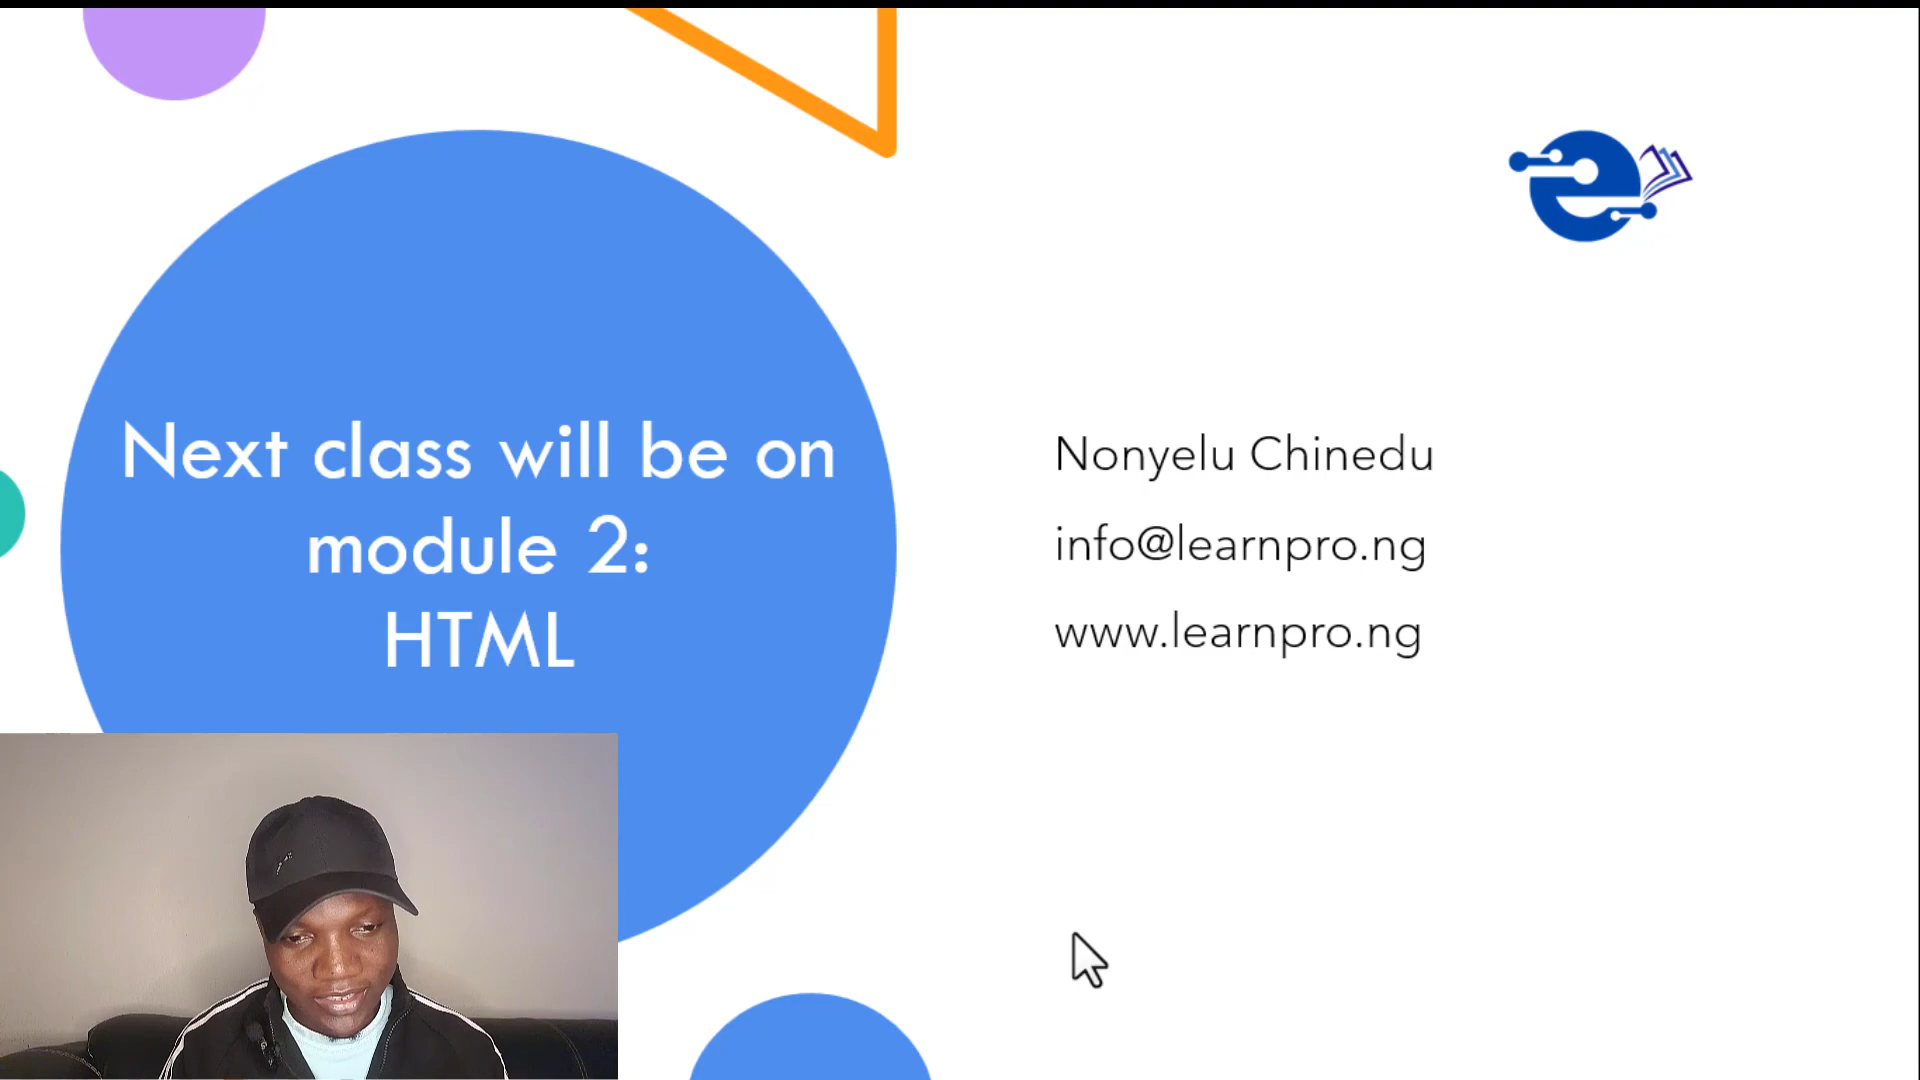 Next class will be on
module 2:
HTML
Nonyelu Chinedu
info@learnpro.ng
www.learnpro.ng